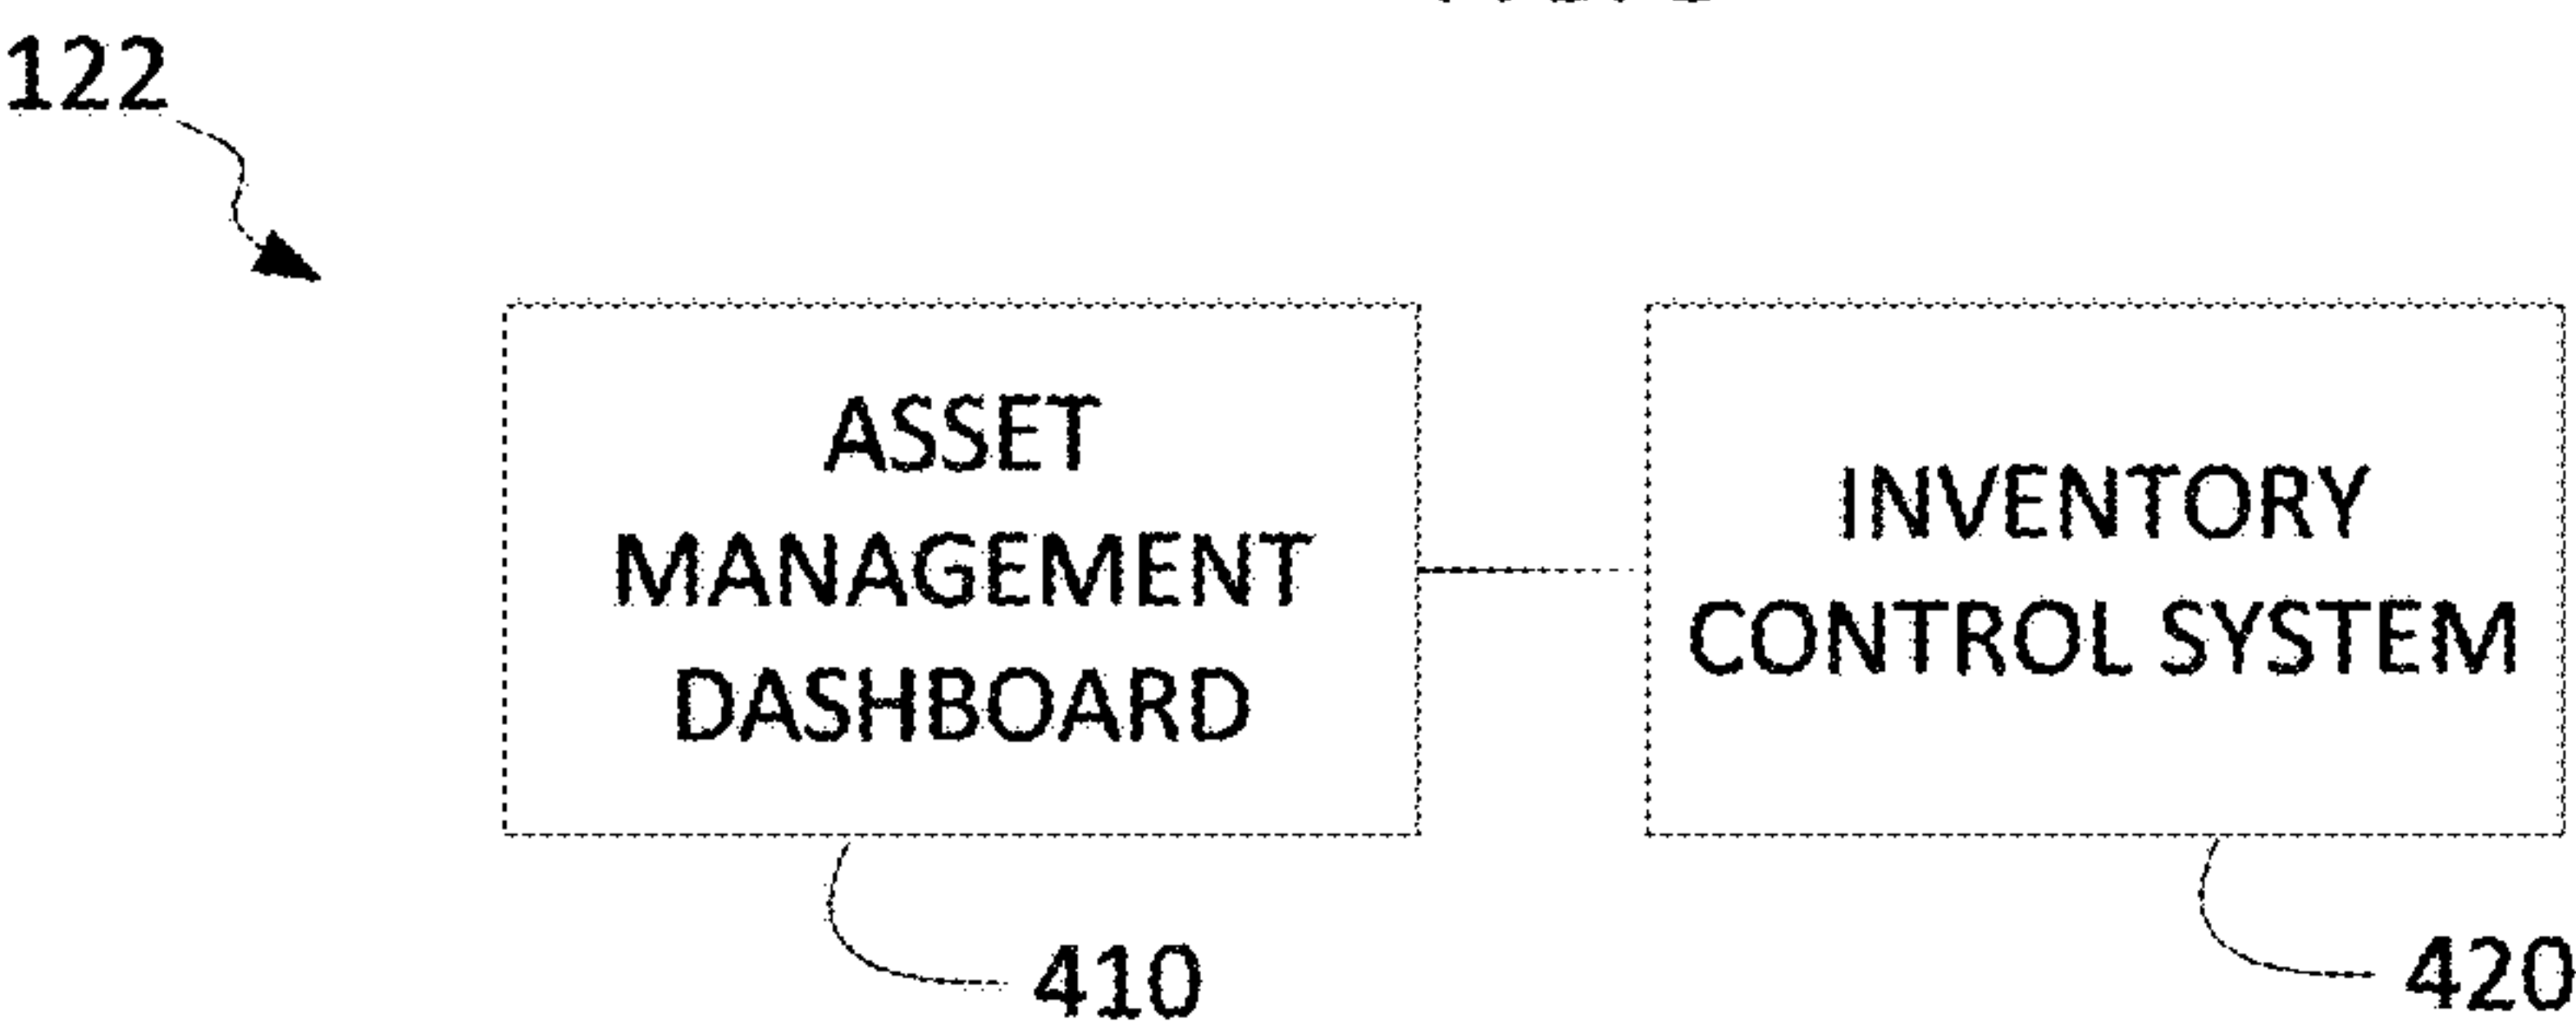 122
ASSET
MANAGEMENT
DASHBOARD
INVENTORY
CONTROL SYSTEM
410
420